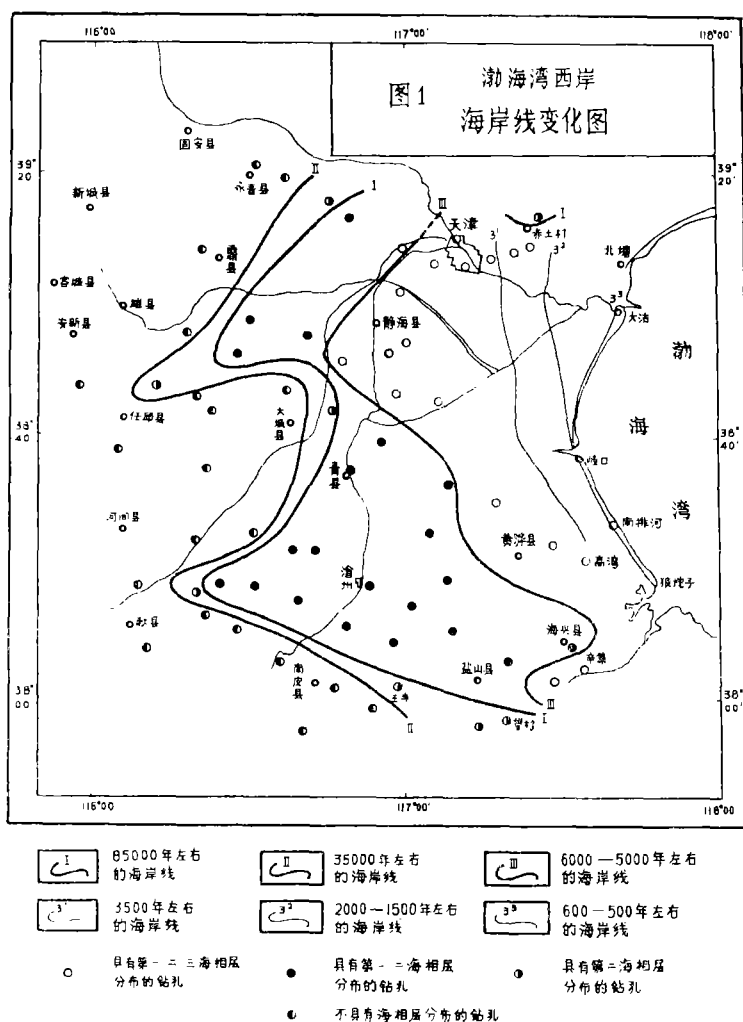 116°00
117°00
118°00
图1
渤海湾西岸
海岸线变化图
39°
20'
39°
20'
固安县
永清县
II
I
III
I
新城县
天津
赤土村
3¹
3²
北塘
霸县
容城县
雄县
安新县
3³
大沽
静海县
渤
海
湾
任邱县
大城县
38°
40'
38°
40'
岐口
青县
河间县
南排河
黄骅县
高湾
沧州
狼坨子
献县
海兴县
辛集
盐山县
南皮县
王寺
望村
38°
00'
38°
00'
III
I
II
116°00
117°00
118°00
I
85000年左右
的海岸线
II
35000年左右
的海岸线
III
6000—5000年左右
的海岸线
3¹
3500年左右
的海岸线
3²
2000~1500年左右
的海岸线
3³
600—500年左右
的海岸线
具有第一二三海相层
分布的钻孔
具有第一二海相层
分布的钻孔
具有第二海相层
分布的钻孔
不具有海相层分布的钻孔